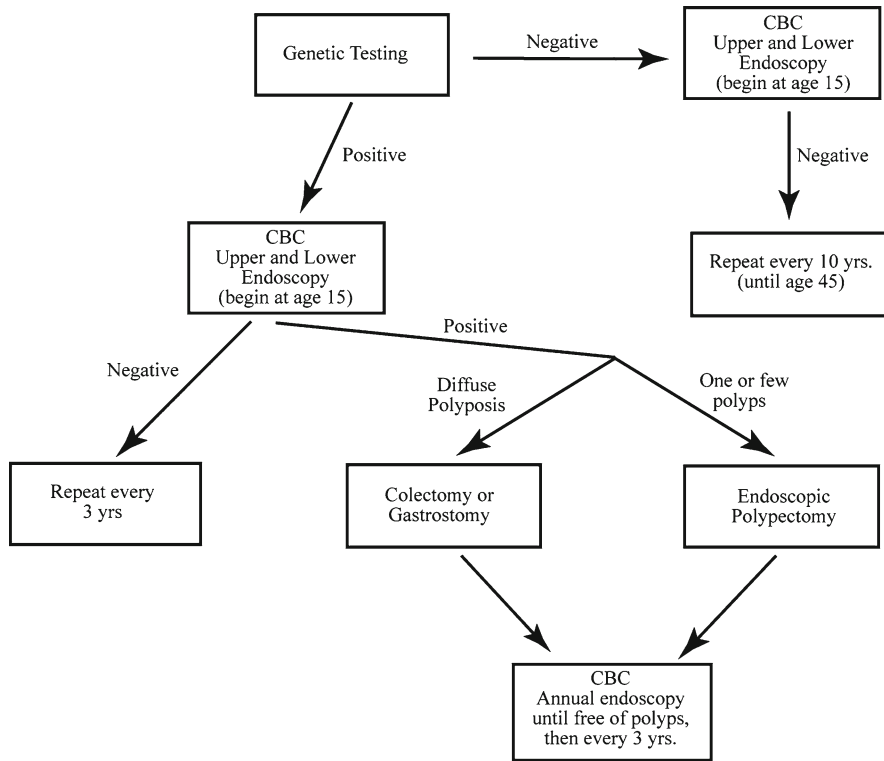 Genetic Testing
Negative
CBC
Upper and Lower
Endoscopy
(begin at age 15)
Positive
Negative
CBC
Upper and Lower
Endoscopy
(begin at age 15)
Repeat every 10 yrs.
(until age 45)
Positive
Negative
Diffuse
Polyposis
One or few
polyps
Repeat every
3 yrs
Colectomy or
Gastrostomy
Endoscopic
Polypectomy
CBC
Annual endoscopy
until free of polyps,
then every 3 yrs.